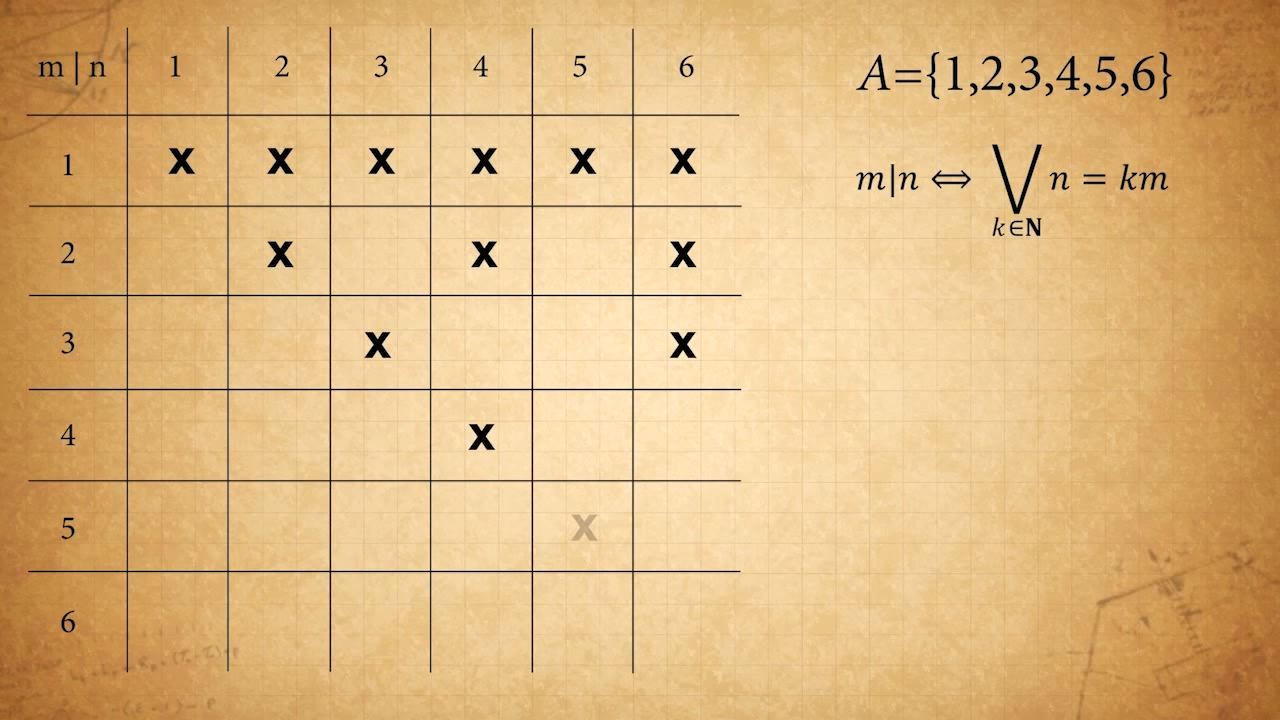 m | n 1 2 3 4 5 6
1 X X X X X X
2 X X X
3 X X
4 X
5 X
6
A={1,2,3,4,5,6}
m|n ⇔ ⋁ n = km
k∈N